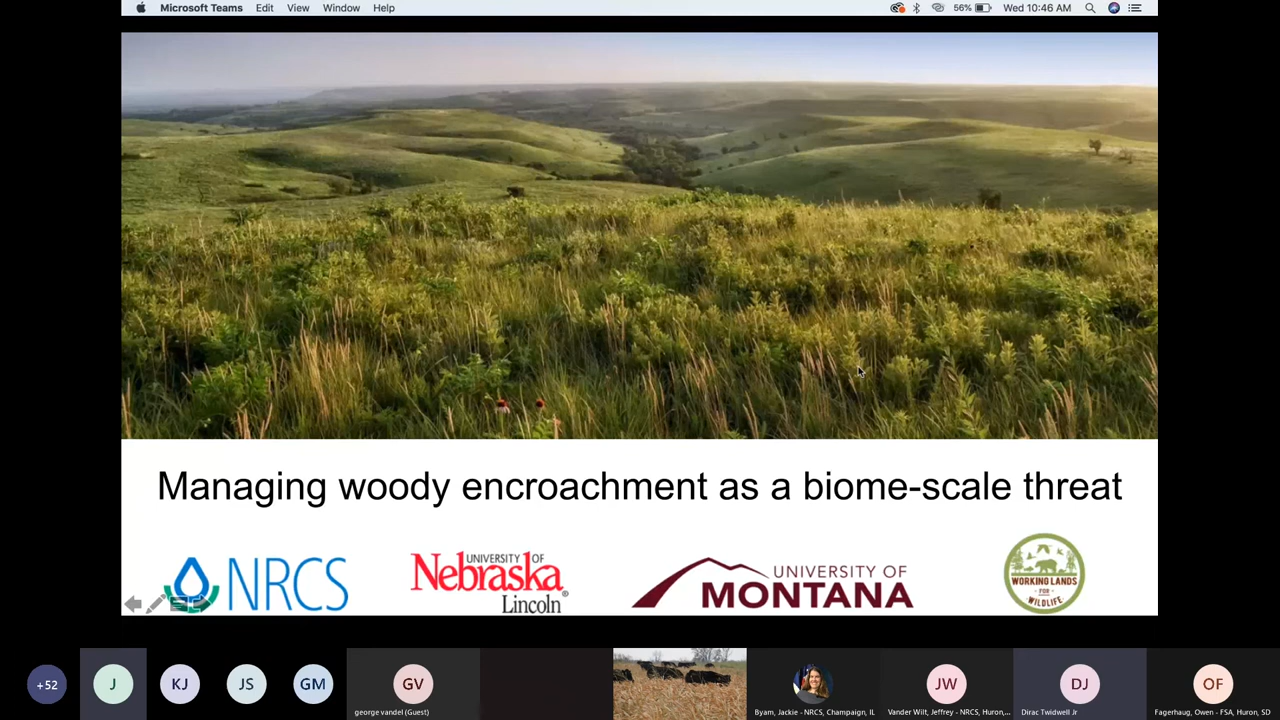 Microsoft Teams Edit View Window Help 56% Wed 10:46 AM
Managing woody encroachment as a biome-scale threat
NRCS
UNIVERSITY OF
Nebraska
Lincoln®
UNIVERSITY OF
MONTANA
WORKING LANDS
FOR
WILDLIFE
+52 J KJ JS GM GV JW DJ OF
george vandel (Guest) Byam, Jackie - NRCS, Champaign, IL Vander Wilt, Jeffrey - NRCS, Huron,... Dirac Twidwell Jr Fagerhaug, Owen - FSA, Huron, SD